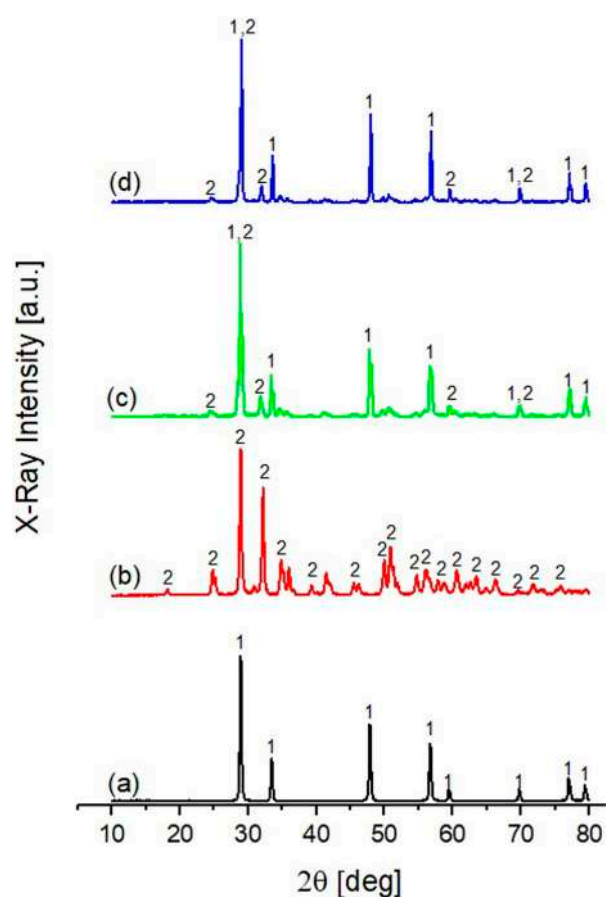 X-Ray Intensity [a.u.]
(d)
2 1,2 2 1 1 1 2 1,2 1 1
(c)
2 1,2 2 1 1 1 2 1,2 1 1
(b)
2 2 2 2 2 2 2 2 2 2 2 2 2 2 2 2 2 2
(a)
1 1 1 1 1 1 1 1
10 20 30 40 50 60 70 80
2θ [deg]